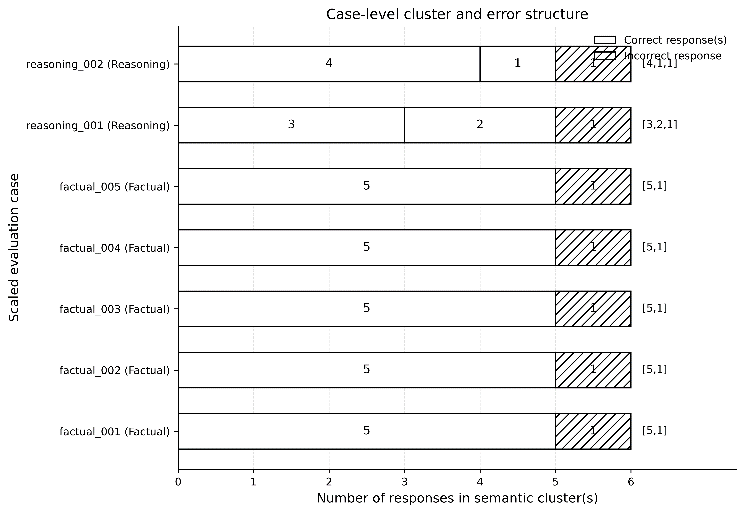 Case-level cluster and error structure
Correct response(s)
Incorrect response
reasoning_002 (Reasoning) 4 1 1 [4,1,1]
reasoning_001 (Reasoning) 3 2 1 [3,2,1]
factual_005 (Factual) 5 1 [5,1]
factual_004 (Factual) 5 1 [5,1]
factual_003 (Factual) 5 1 [5,1]
factual_002 (Factual) 5 1 [5,1]
factual_001 (Factual) 5 1 [5,1]
Scaled evaluation case
0 1 2 3 4 5 6
Number of responses in semantic cluster(s)